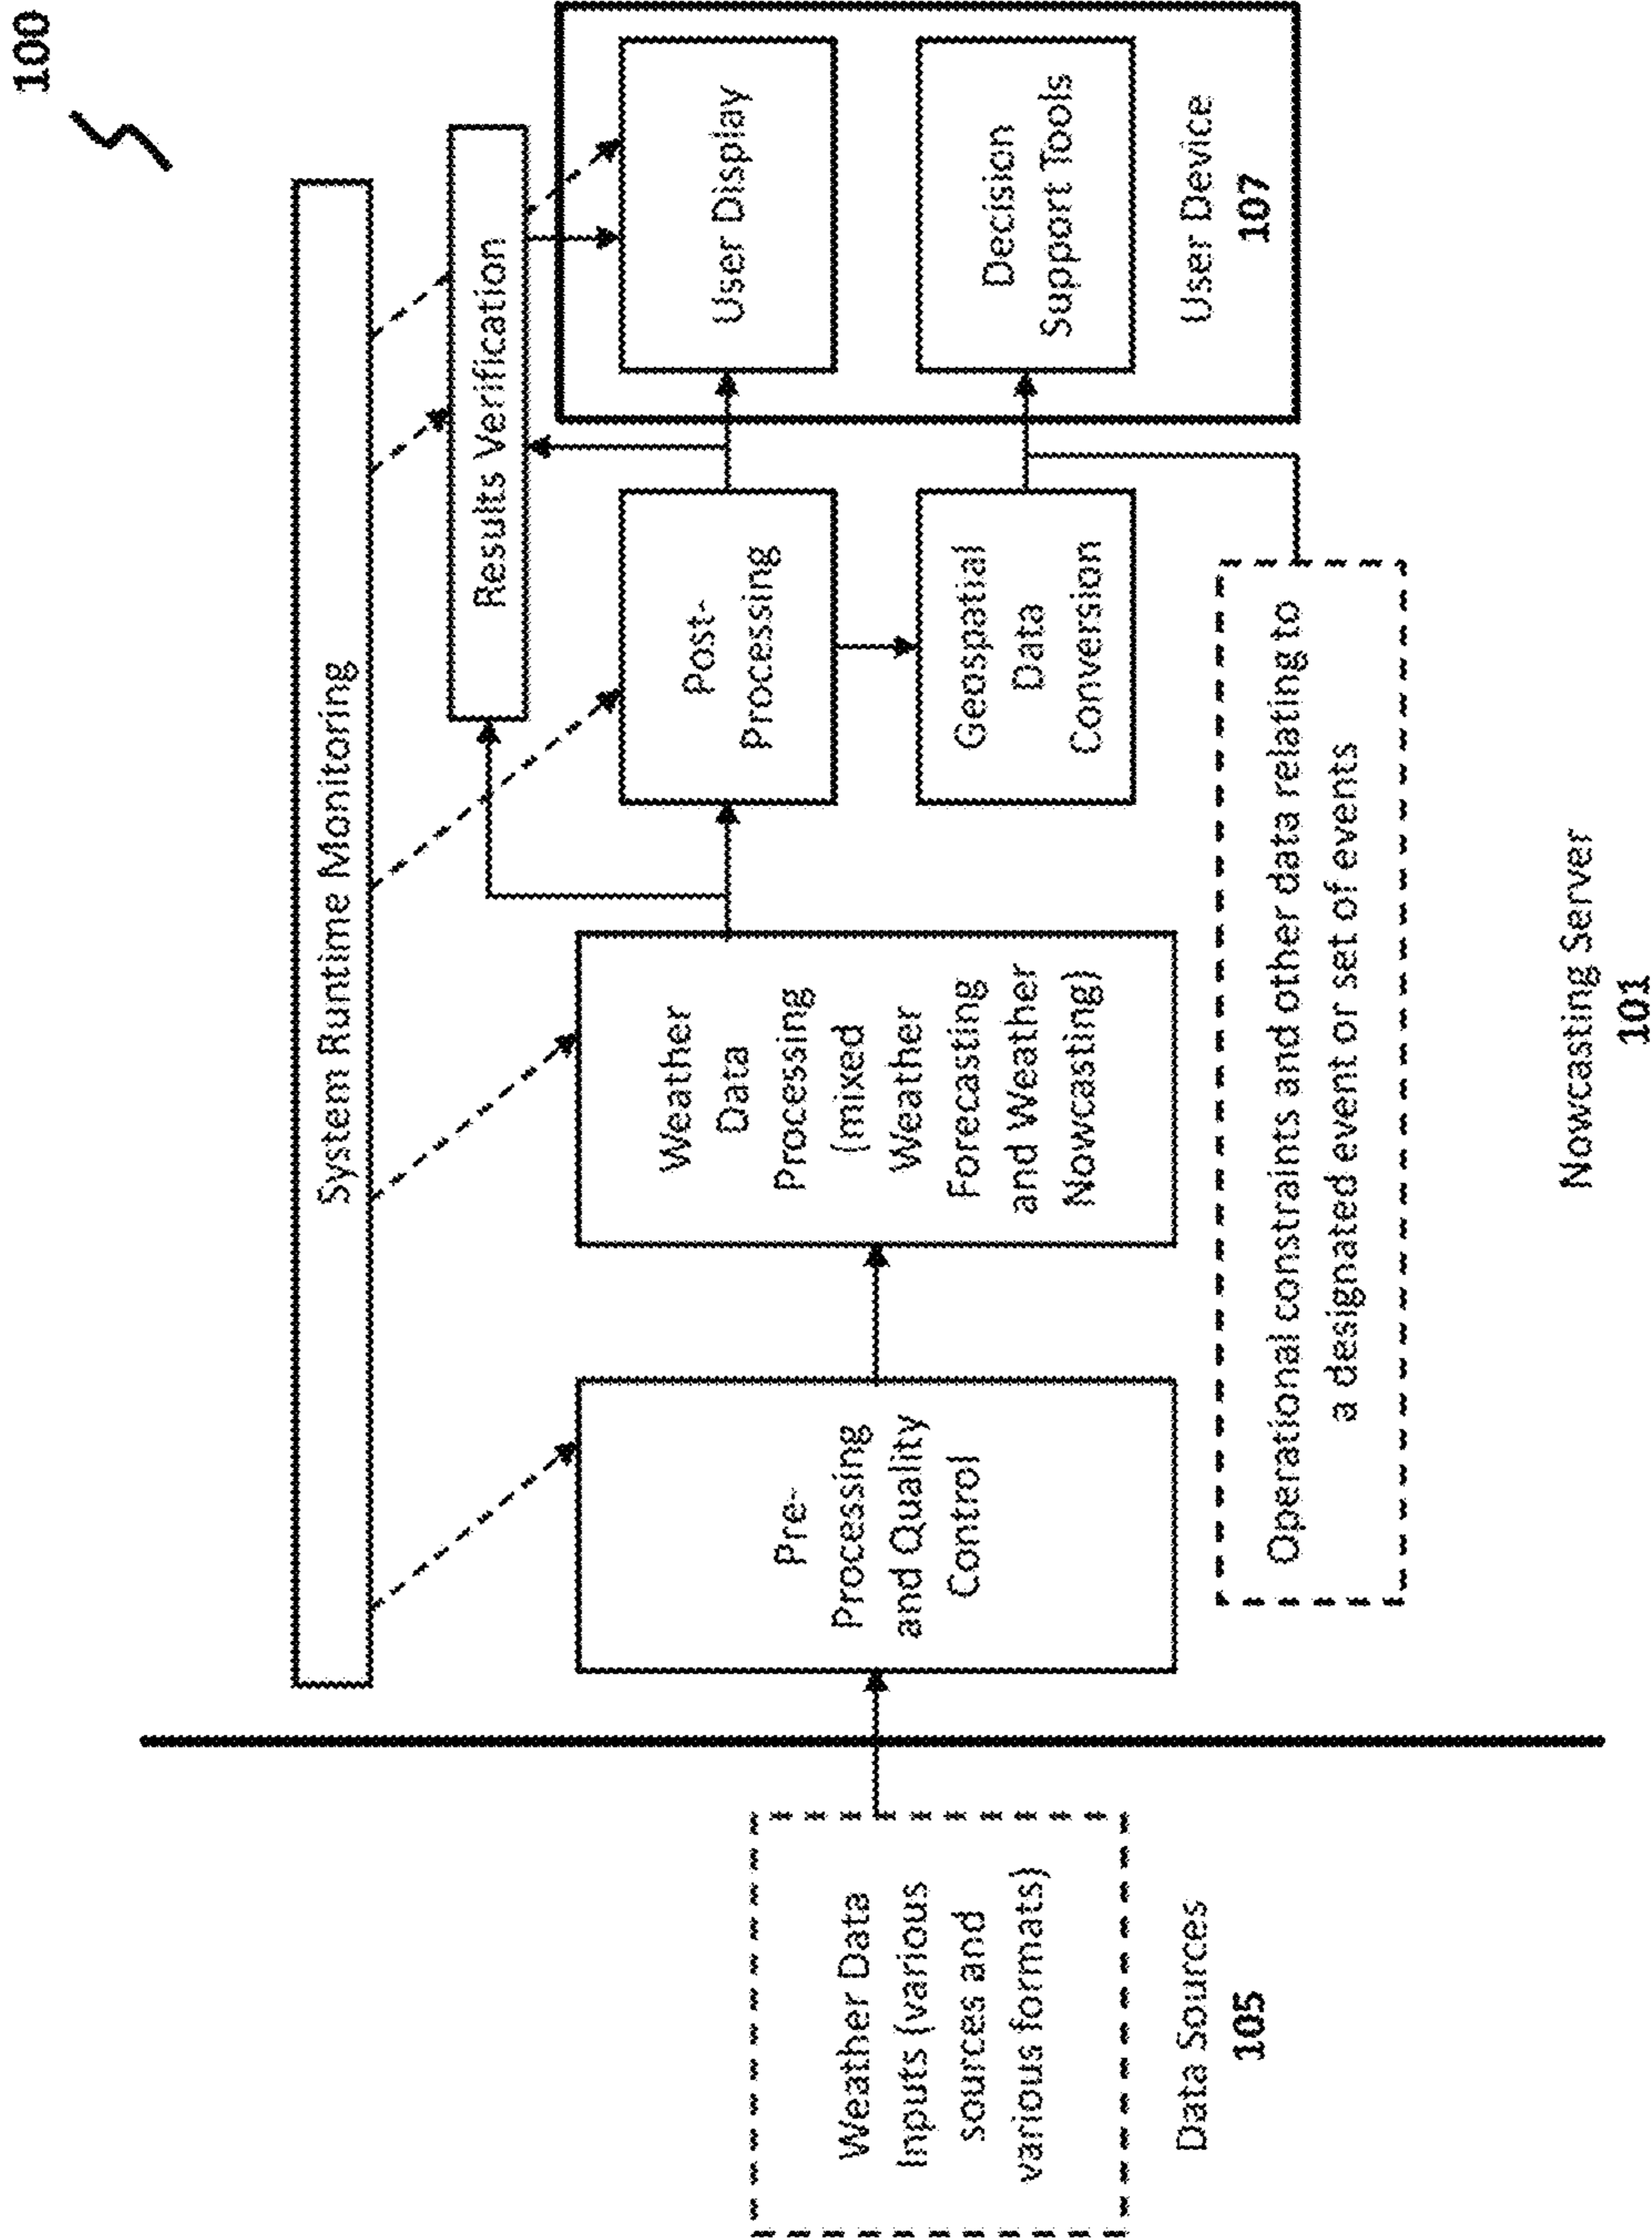 100
System Runtime Monitoring
Results Verification
Weather Data
Inputs (various
sources and
various formats)
Data Sources
105
Pre-
Processing
and Quality
Control
Weather
Data
Processing
(mixed
Weather
Forecasting
and Weather
Nowcasting)
Post-
Processing
Geospatial
Data
Conversion
User Display
Decision
Support Tools
User Device
107
Operational constraints and other data relating to
a designated event or set of events
Nowcasting Server
101